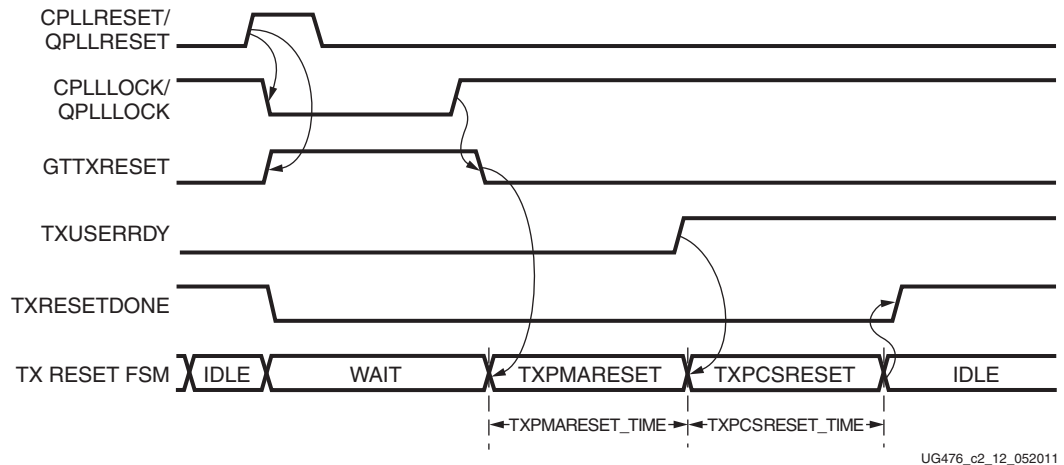 CPLLRESET/
QPLLRESET
CPLLLOCK/
QPLLLOCK
GTTXRESET
TXUSERRDY
TXRESETDONE
TX RESET FSM IDLE WAIT TXPMARESET TXPCSRESET IDLE
TXPMARESET_TIME TXPCSRESET_TIME
UG476_c2_12_052011